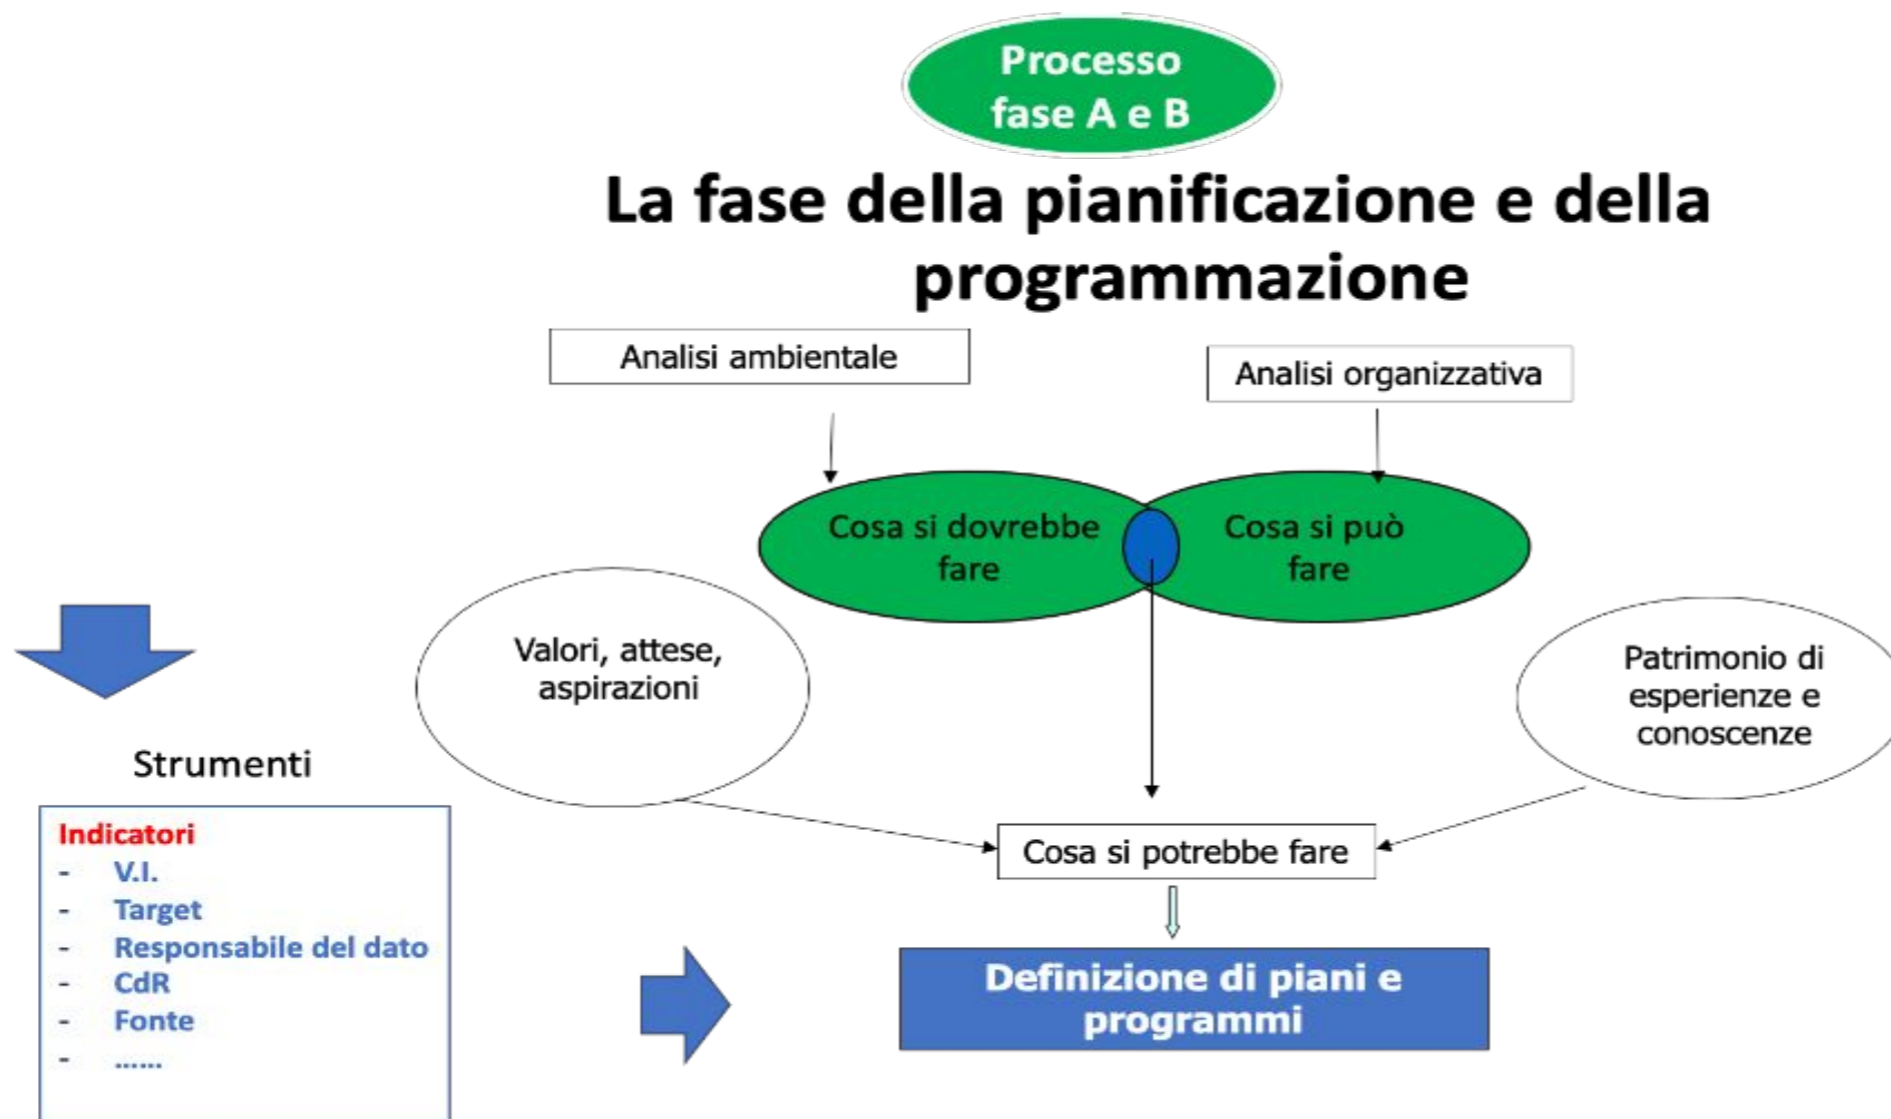 Processo
fase A e B
La fase della pianificazione e della
programmazione
Analisi ambientale
Analisi organizzativa
Cosa si dovrebbe
fare
Cosa si può
fare
Valori, attese,
aspirazioni
Patrimonio di
esperienze e
conoscenze
Strumenti
Indicatori
- V.I.
- Target
- Responsabile del dato
- CdR
- Fonte
- ......
Cosa si potrebbe fare
Definizione di piani e
programmi